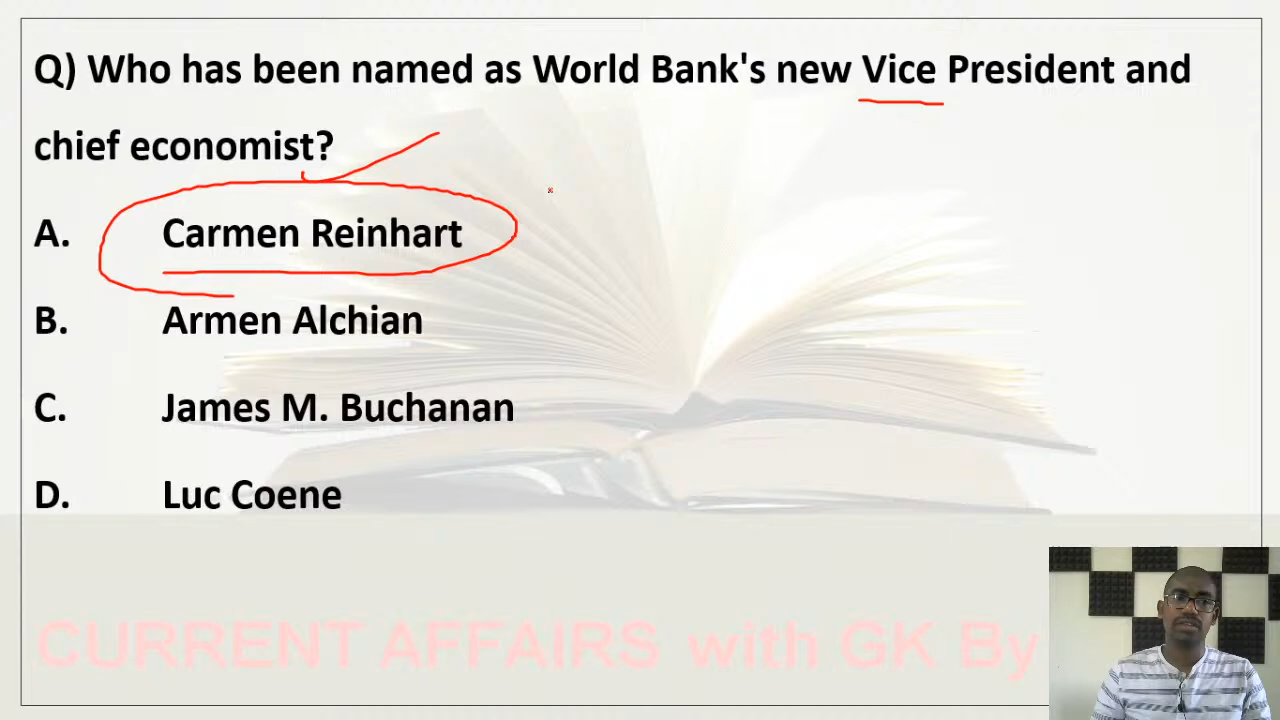 Q) Who has been named as World Bank's new Vice President and
chief economist?
A. Carmen Reinhart
B. Armen Alchian
C. James M. Buchanan
D. Luc Coene
CURRENT AFFAIRS with GK By